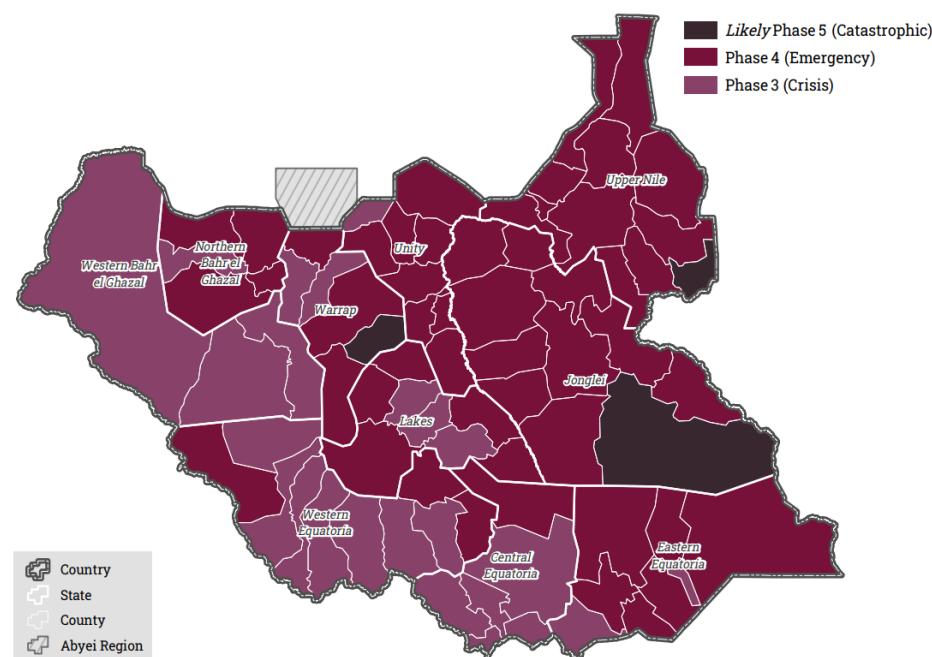 Likely Phase 5 (Catastrophic)
Phase 4 (Emergency)
Phase 3 (Crisis)
Upper Nile
Northern
Bahr el
Ghazal
Unity
Western Bahr
el Ghazal
Warrap
Jonglei
Lakes
Western
Equatoria
Central
Equatoria
Eastern
Equatoria
Country
State
County
Abyei Region